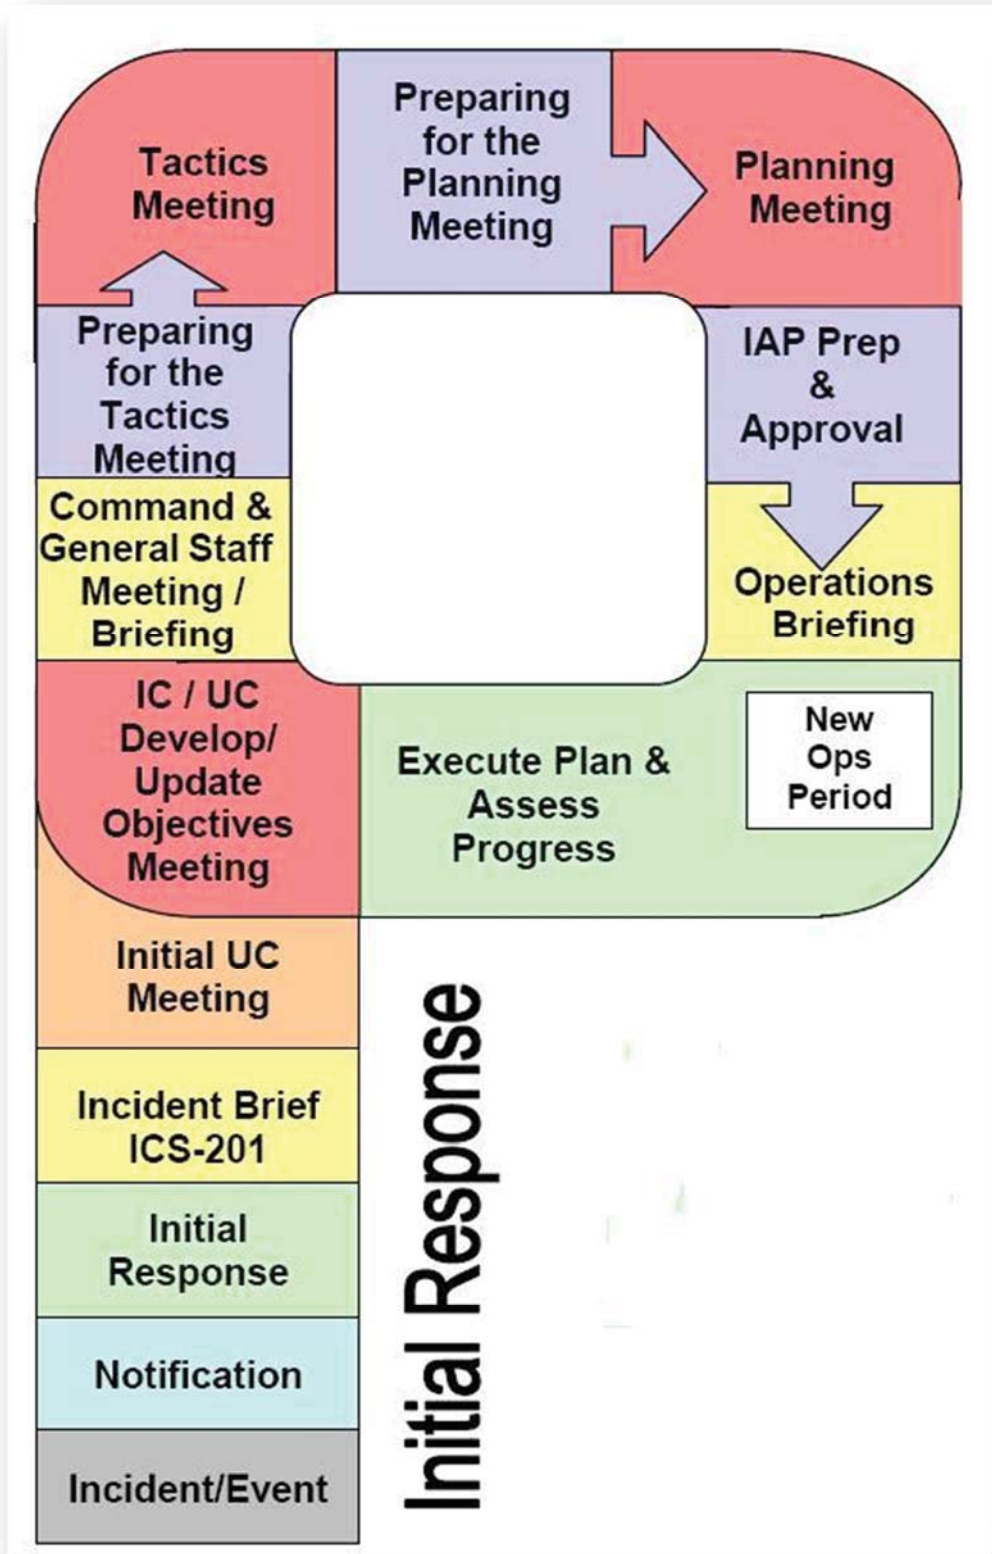 Tactics
Meeting
Preparing
for the
Planning
Meeting
Planning
Meeting
Preparing
for the
Tactics
Meeting
IAP Prep
&
Approval
Command &
General Staff
Meeting /
Briefing
Operations
Briefing
IC / UC
Develop/
Update
Objectives
Meeting
Execute Plan &
Assess
Progress
New
Ops
Period
Initial UC
Meeting
Incident Brief
ICS-201
Initial
Response
Notification
Incident/Event
Initial Response